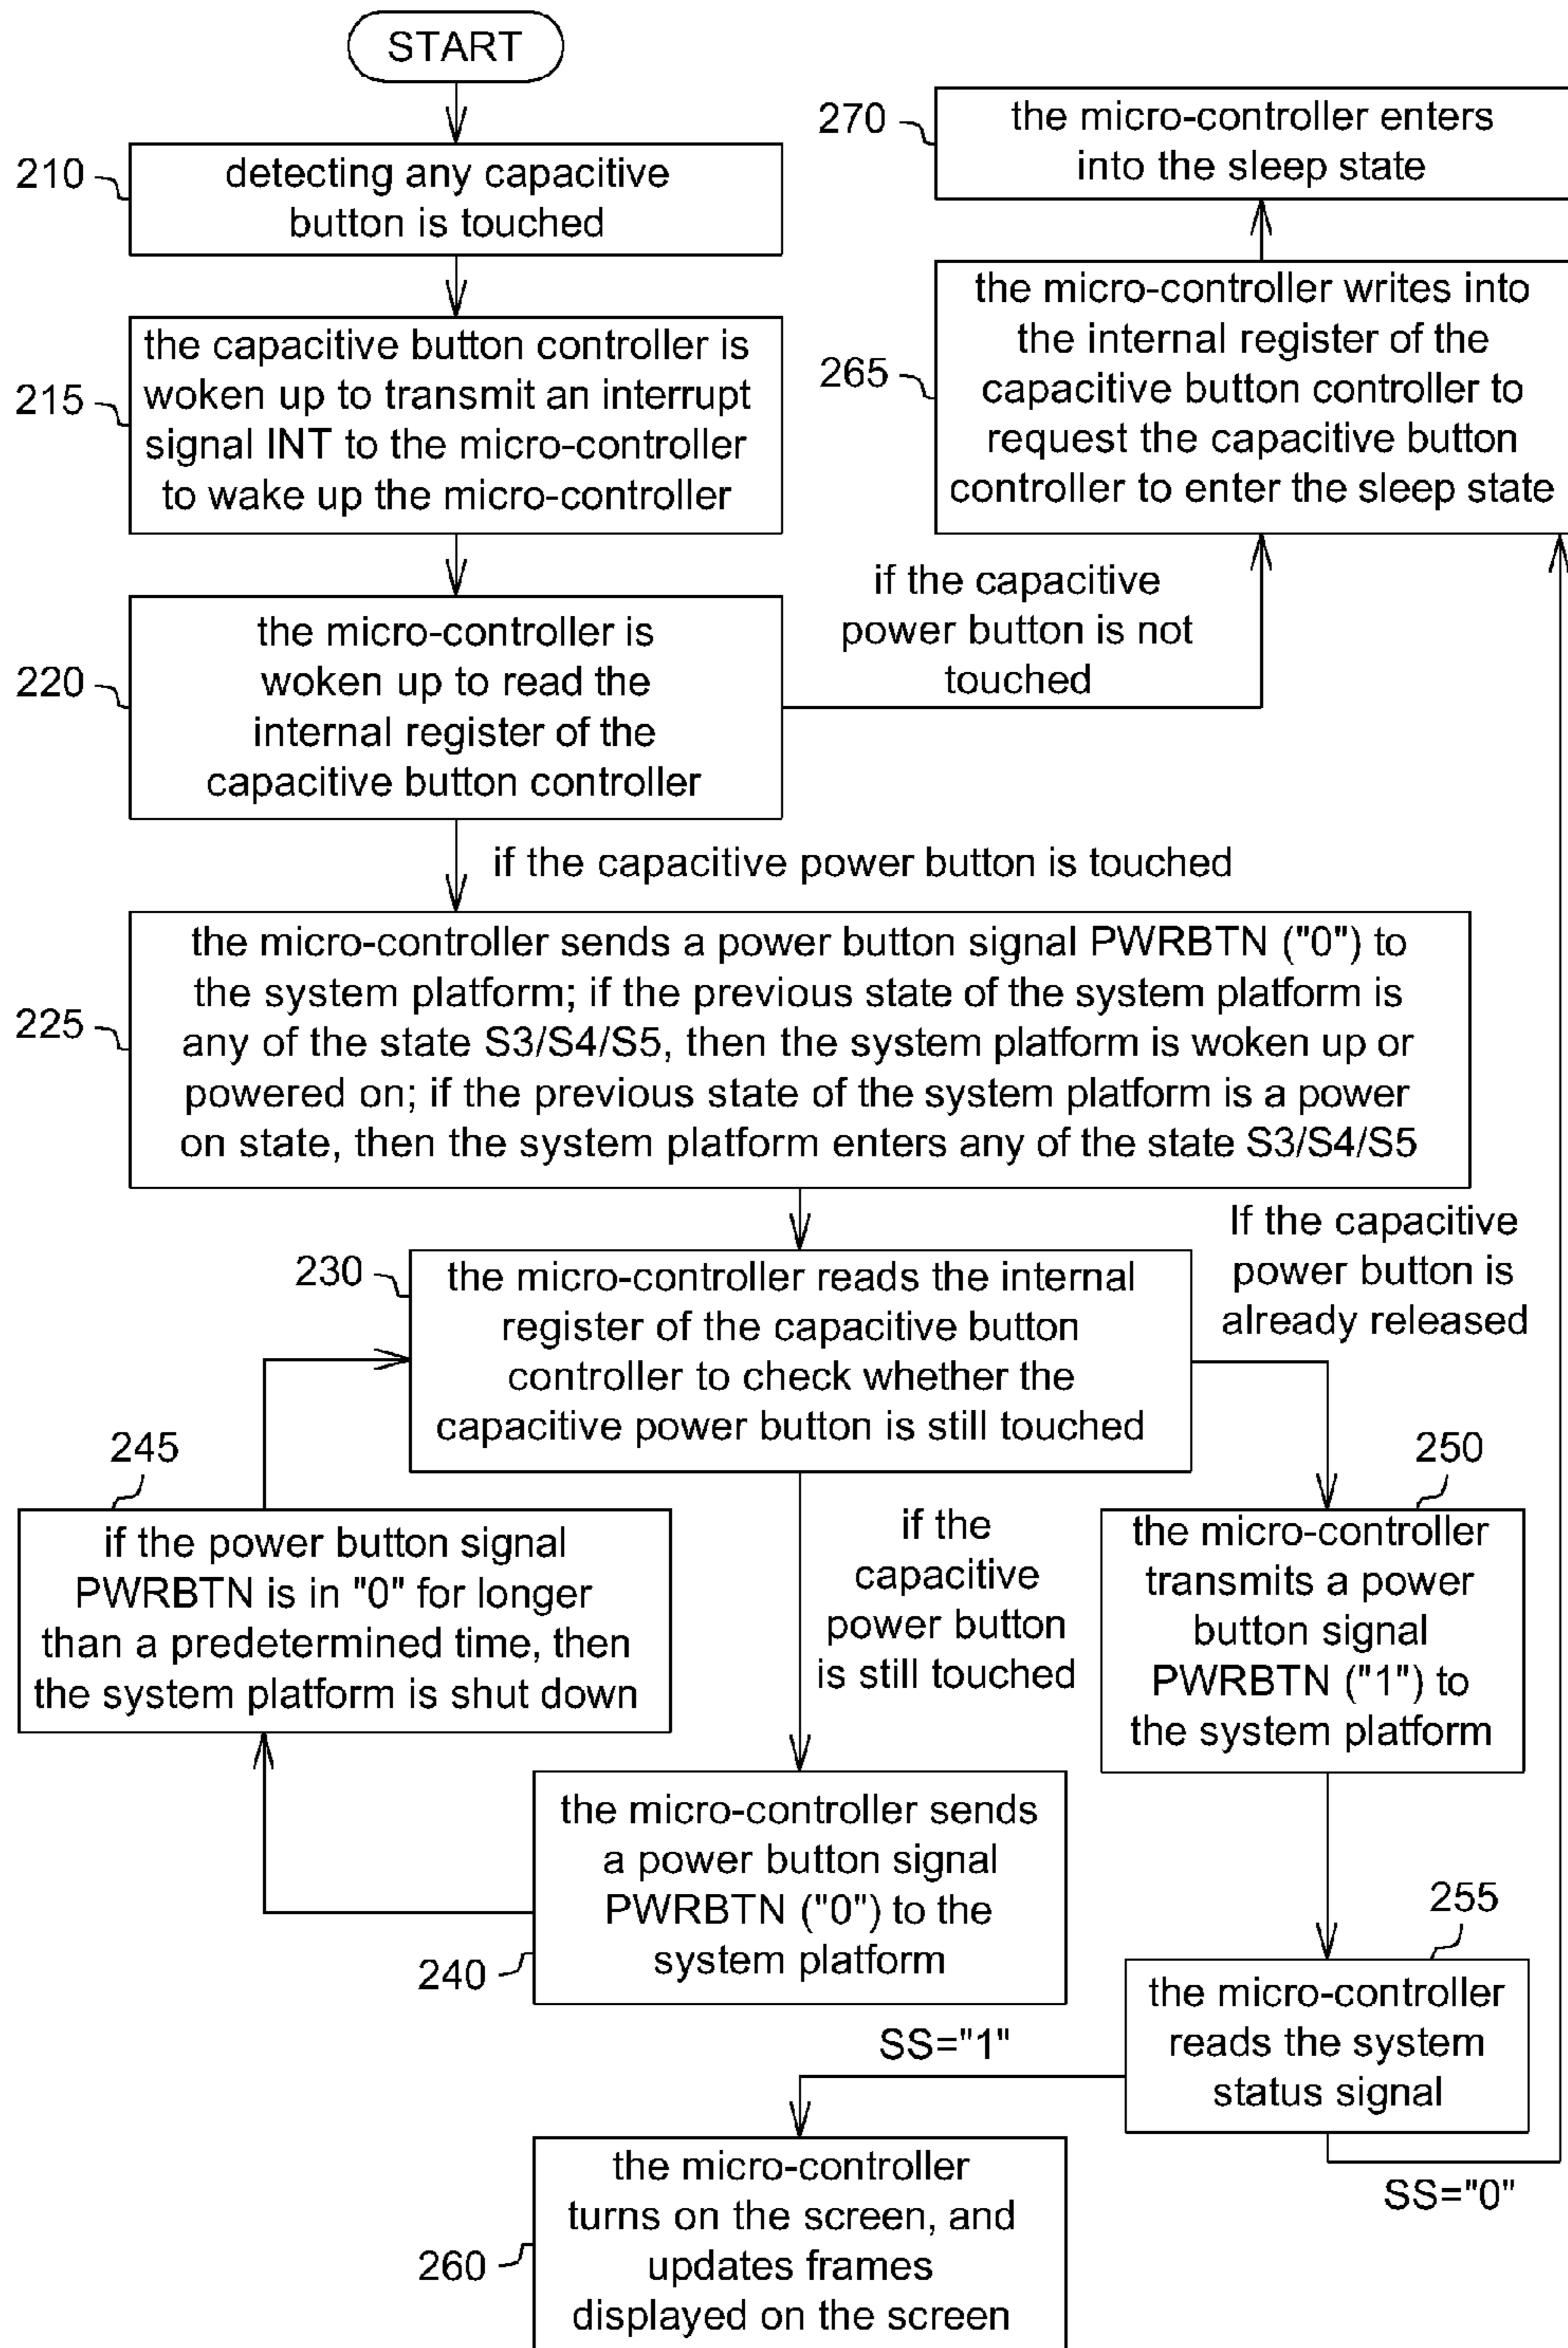 START
210
detecting any capacitive
button is touched
215
the capacitive button controller is
woken up to transmit an interrupt
signal INT to the micro-controller
to wake up the micro-controller
220
the micro-controller is
woken up to read the
internal register of the
capacitive button controller
270
the micro-controller enters
into the sleep state
265
the micro-controller writes into
the internal register of the
capacitive button controller to
request the capacitive button
controller to enter the sleep state
if the capacitive
power button is not
touched
if the capacitive power button is touched
225
the micro-controller sends a power button signal PWRBTN ("0") to
the system platform; if the previous state of the system platform is
any of the state S3/S4/S5, then the system platform is woken up or
powered on; if the previous state of the system platform is a power
on state, then the system platform enters any of the state S3/S4/S5
230
the micro-controller reads the internal
register of the capacitive button
controller to check whether the
capacitive power button is still touched
If the capacitive
power button is
already released
245
if the power button signal
PWRBTN is in "0" for longer
than a predetermined time, then
the system platform is shut down
if the
capacitive
power button
is still touched
250
the micro-controller
transmits a power
button signal
PWRBTN ("1") to
the system platform
240
the micro-controller sends
a power button signal
PWRBTN ("0") to the
system platform
255
the micro-controller
reads the system
status signal
SS="1"
SS="0"
260
the micro-controller
turns on the screen, and
updates frames
displayed on the screen